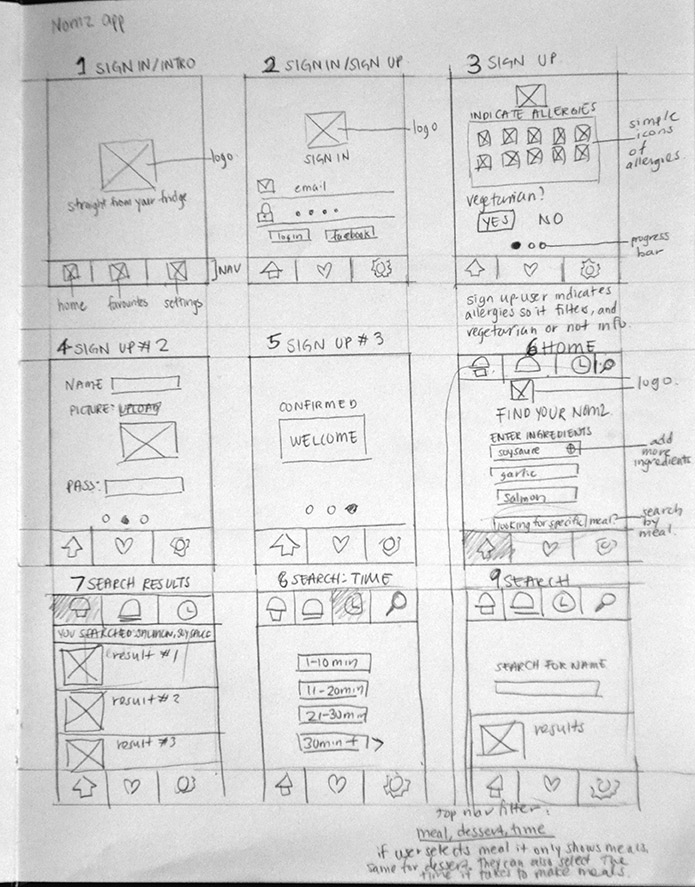 Nomz app
1 SIGN IN/INTRO
logo
straight from your fridge
NAV
home
favourites
settings
2 SIGN IN/SIGN UP
logo
SIGN IN
email
login
facebook
3 SIGN UP
INDICATE ALLERGIES
simple
icons
of
allergies
vegetarian?
YES NO
progress
bar
sign up-user indicates
allergies so it filters, and
vegetarian or not info.
4 SIGN UP #2
NAME
PICTURE: UPLOAD
PASS:
5 SIGN UP #3
CONFIRMED
WELCOME
6 HOME
logo
FIND YOUR NOMZ
ENTER INGREDIENTS
soysauce
garlic
salmon
add
more
ingredients
looking for specific meal?
search
by
meal.
7 SEARCH RESULTS
YOU SEARCHED: SALMON, SOYSAUCE
result #1
result #2
result #3
8 SEARCH: TIME
1-10 min
11-20min
21-30min
30min +
9 SEARCH
SEARCH FOR NAME
results
top nav filter:
meal, dessert, time
if user selects meal it only shows meals,
same for dessert. They can also select the
time it takes to make meals.